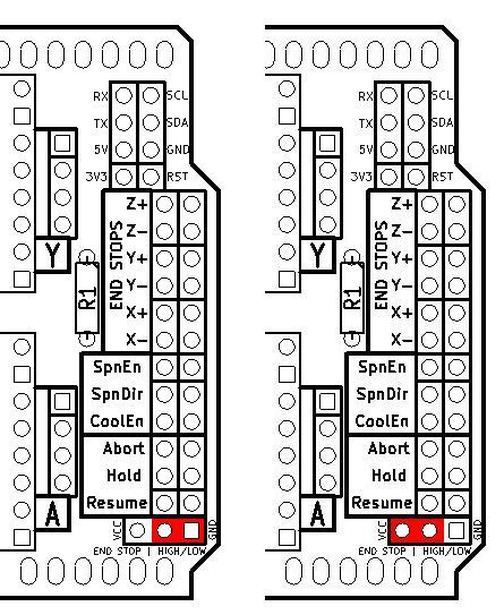 RX SCL
TX SDA
5V GND
3V3 RST
END STOPS
Z+
Z-
Y+
Y-
X+
X-
Y
R1
SpnEn
SpnDir
CoolEn
Abort
Hold
Resume
A
VCC GND
END STOP | HIGH/LOW
RX SCL
TX SDA
5V GND
3V3 RST
END STOPS
Z+
Z-
Y+
Y-
X+
X-
Y
R1
SpnEn
SpnDir
CoolEn
Abort
Hold
Resume
A
VCC GND
END STOP | HIGH/LOW